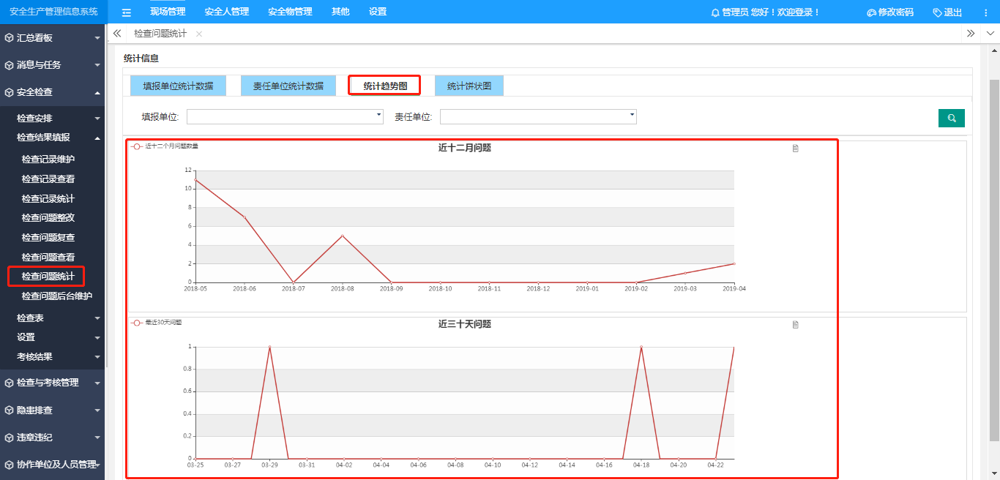 安全生产管理信息系统
现场管理 安全人管理 安全物管理 其他 设置
管理员 您好！欢迎登录！ 修改密码 退出
汇总看板
消息与任务
安全检查
检查安排
检查结果填报
检查记录维护
检查记录查看
检查记录统计
检查问题整改
检查问题复查
检查问题查看
检查问题统计
检查问题后台维护
检查表
设置
考核结果
检查与考核管理
隐患排查
违章违纪
协作单位及人员管理
检查问题统计
统计信息
填报单位统计数据 责任单位统计数据 统计趋势图 统计饼状图
填报单位: 责任单位:
近十二个月问题数量 近十二月问题
12
10
8
6
4
2
0
2018-05 2018-06 2018-07 2018-08 2018-09 2018-10 2018-11 2018-12 2019-01 2019-02 2019-03 2019-04
最近30天问题 近三十天问题
1
0.8
0.6
0.4
0.2
0
03-25 03-27 03-29 03-31 04-02 04-04 04-06 04-08 04-10 04-12 04-14 04-16 04-18 04-20 04-22